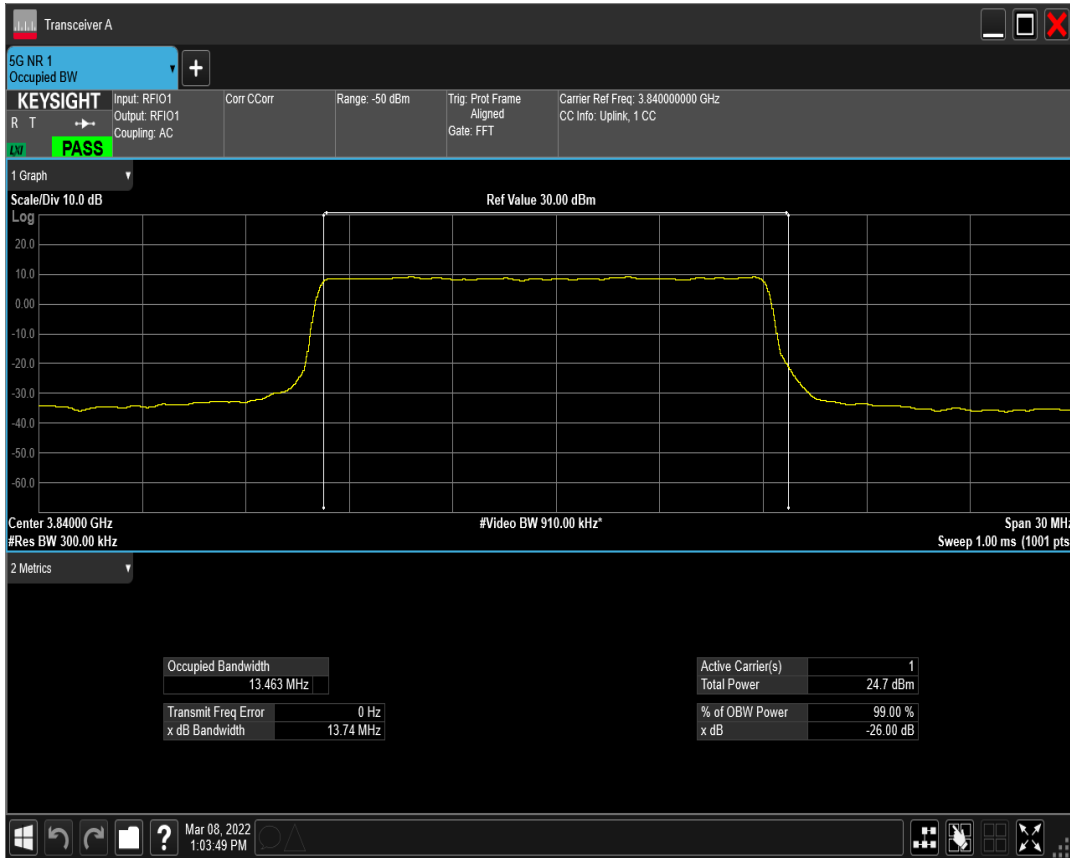 Transceiver A
5G NR 1
Occupied BW
KEYSIGHT
R T
LXI
PASS
Input: RFIO1
Output: RFIO1
Coupling: AC
Corr CCorr
Range: -50 dBm
Trig: Prot Frame
Aligned
Gate: FFT
Carrier Ref Freq: 3.840000000 GHz
CC Info: Uplink, 1 CC
1 Graph
Scale/Div 10.0 dB
Ref Value 30.00 dBm
Log
20.0
10.0
0.00
-10.0
-20.0
-30.0
-40.0
-50.0
-60.0
Center 3.84000 GHz
#Video BW 910.00 kHz*
Span 30 MHz
#Res BW 300.00 kHz
Sweep 1.00 ms (1001 pts
2 Metrics
Occupied Bandwidth
13.463 MHz
Transmit Freq Error 0 Hz
x dB Bandwidth 13.74 MHz
Active Carrier(s) 1
Total Power 24.7 dBm
% of OBW Power 99.00 %
x dB -26.00 dB
?
Mar 08, 2022
1:03:49 PM